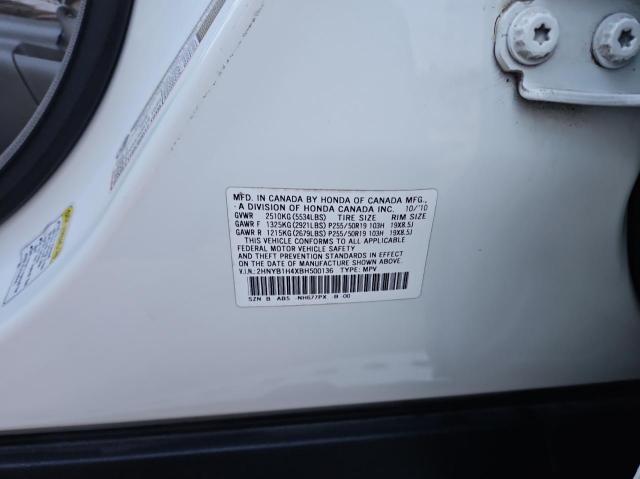 MFD. IN CANADA BY HONDA OF CANADA MFG.,
A DIVISION OF HONDA CANADA INC. 10/'10
GVWR 2510KG(5534LBS) TIRE SIZE RIM SIZE
GAWR F 1325KG(2921LBS) P255/50R19 103H 19X8.5J
GAWR R 1215KG(2679LBS) P255/50R19 103H 19X8.5J
THIS VEHICLE CONFORMS TO ALL APPLICABLE
FEDERAL MOTOR VEHICLE SAFETY
AND THEFT PREVENTION STANDARDS IN EFFECT ON
THE DATE OF MANUFACTURE SHOWN ABOVE.
V.I.N.:2HNYB1H4XBH500136 TYPE: MPV
SZN B ABS NH677PX B 00